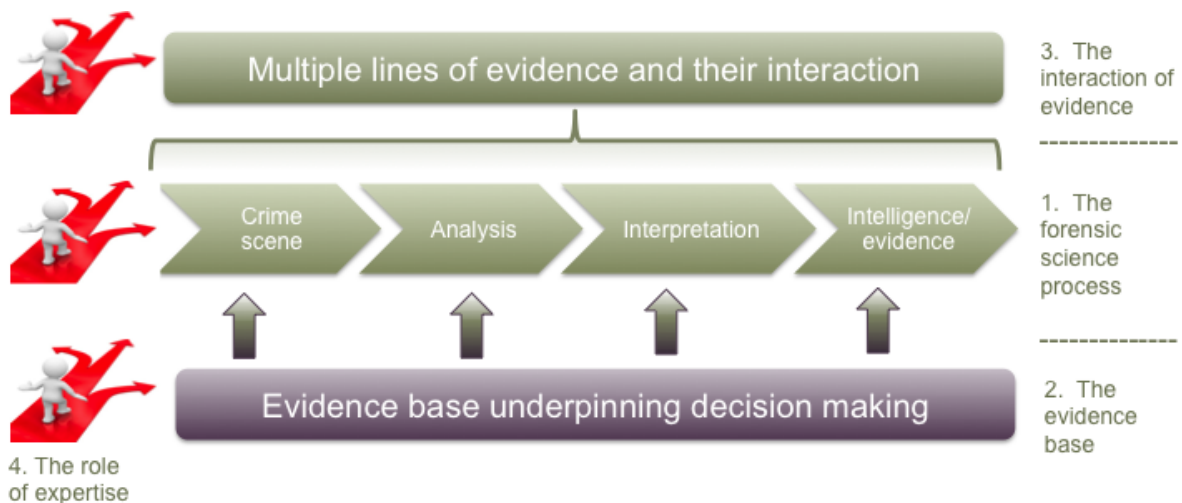 Multiple lines of evidence and their interaction
3. The
interaction of
evidence
Crime
scene
Analysis
Interpretation
Intelligence/
evidence
1. The
forensic
science
process
Evidence base underpinning decision making
2. The
evidence
base
4. The role
of expertise